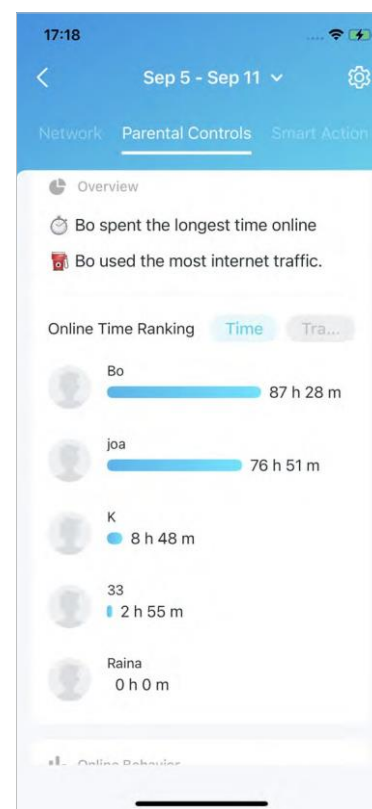 17:18
Sep 5 - Sep 11
Network Parental Controls Smart Action
Overview
Bo spent the longest time online
Bo used the most internet traffic.
Online Time Ranking Time Tra...
Bo
87 h 28 m
joa
76 h 51 m
K
8 h 48 m
33
2 h 55 m
Raina
0 h 0 m
Online Behavior